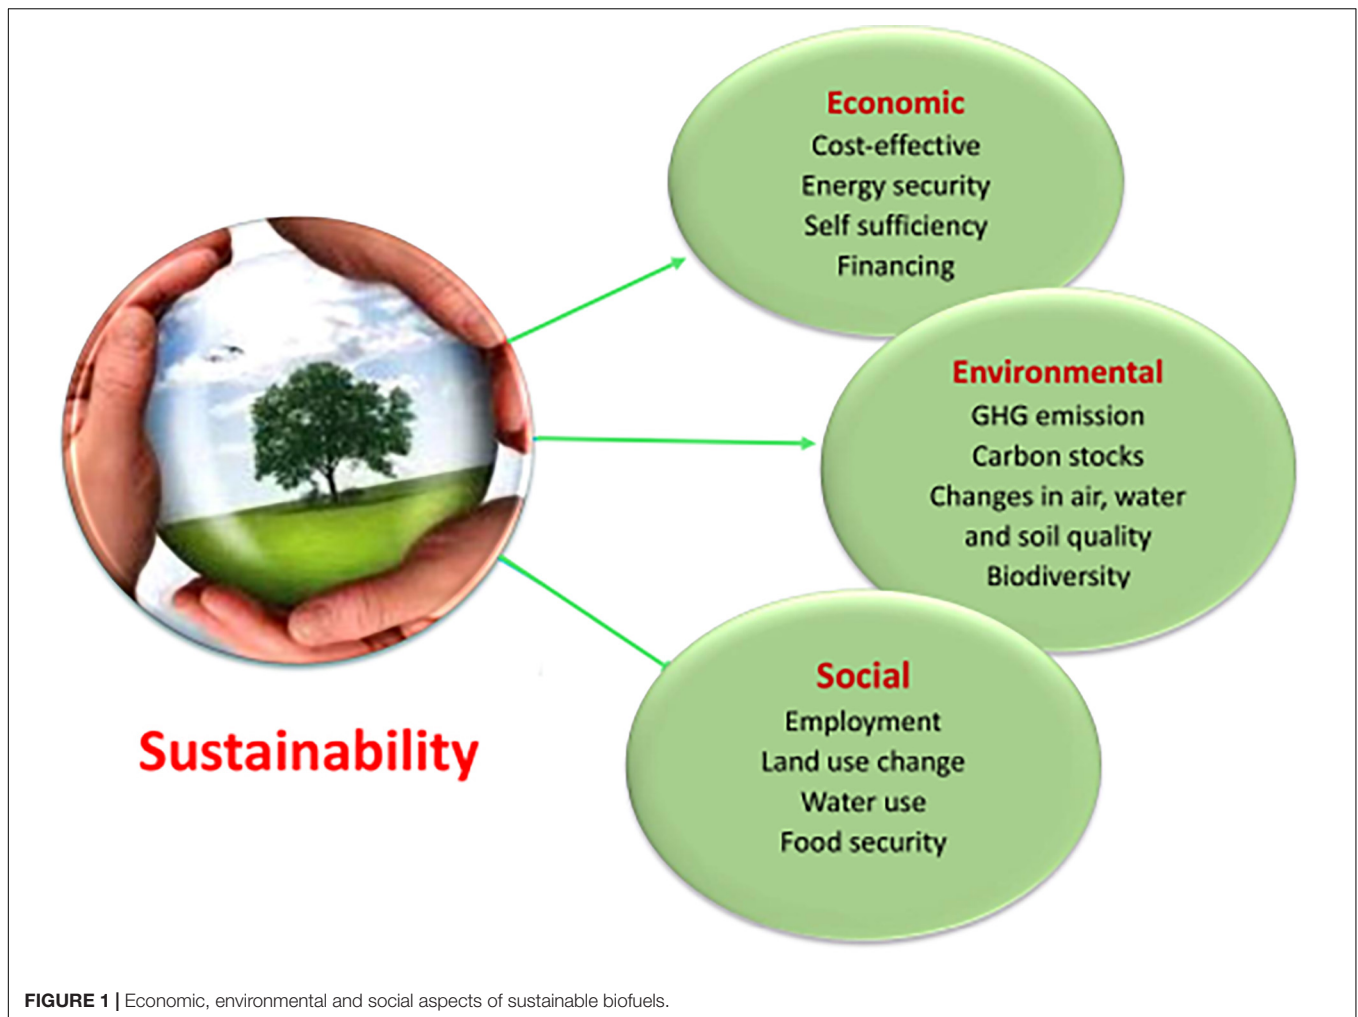 Economic
Cost-effective
Energy security
Self sufficiency
Financing
Environmental
GHG emission
Carbon stocks
Changes in air, water
and soil quality
Biodiversity
Social
Employment
Land use change
Water use
Food security
Sustainability
FIGURE 1 | Economic, environmental and social aspects of sustainable biofuels.